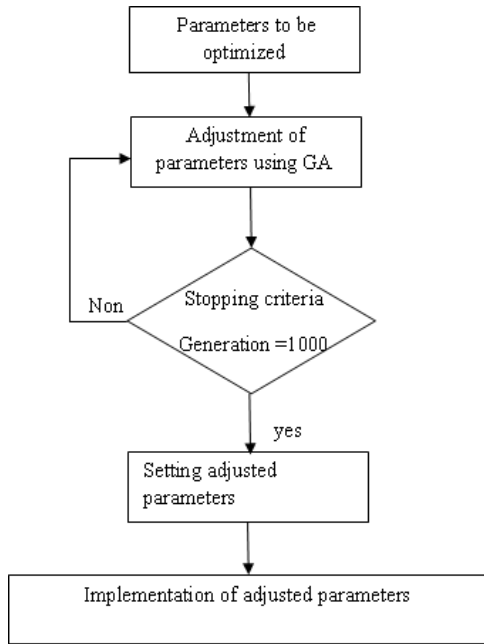 Parameters to be
optimized
Adjustment of
parameters using GA
Stopping criteria
Non
Generation =1000
yes
Setting adjusted
parameters
Implementation of adjusted parameters